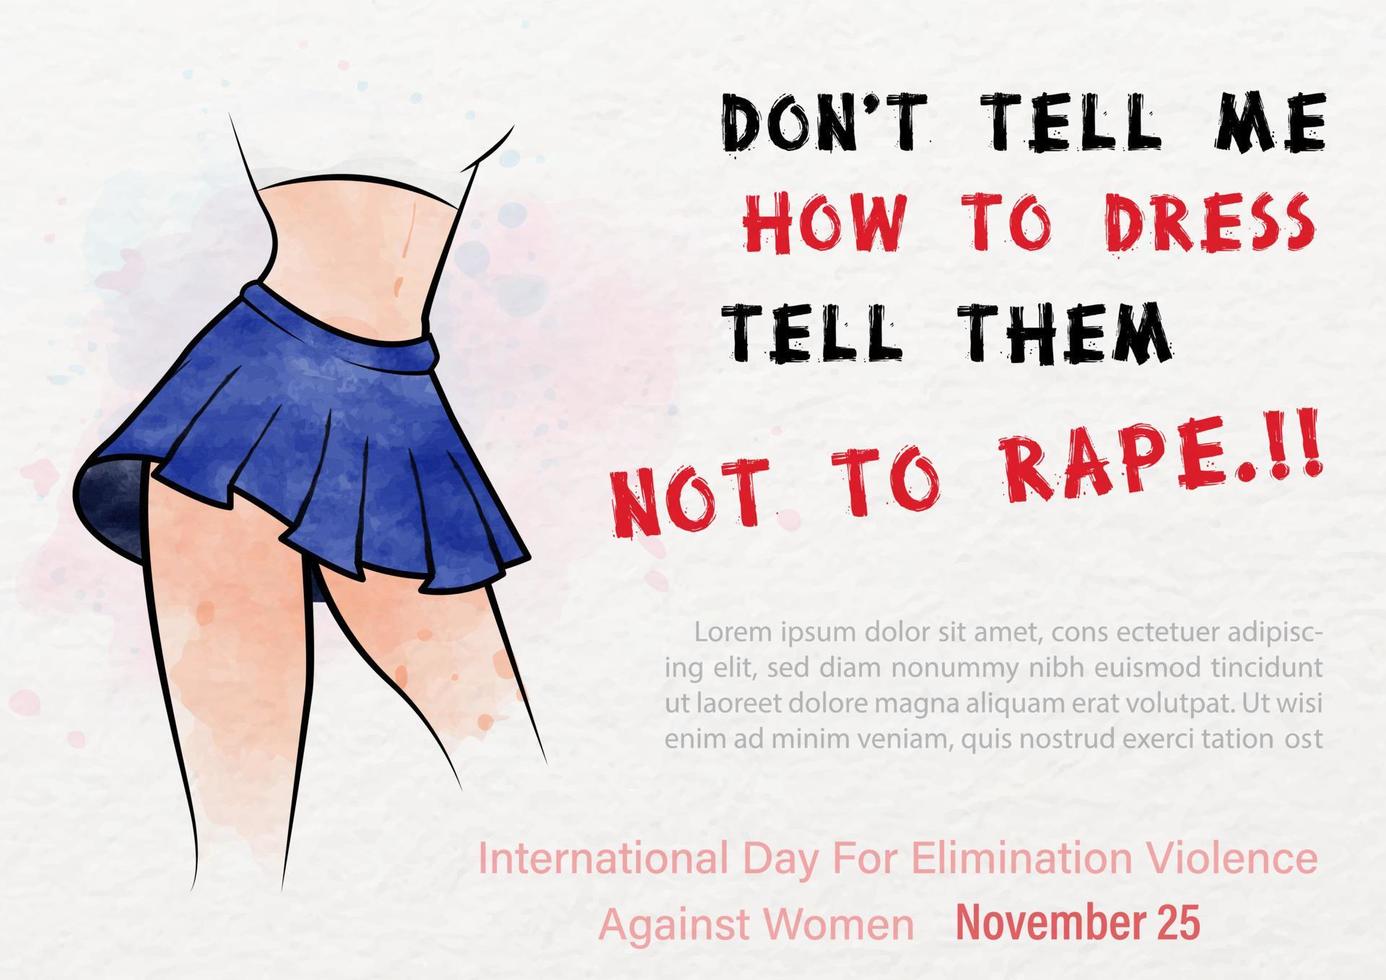 DON'T TELL ME
HOW TO DRESS
TELL THEM
NOT TO RAPE.!!
Lorem ipsum dolor sit amet, cons ectetuer adipisc-
ing elit, sed diam nonummy nibh euismod tincidunt
ut laoreet dolore magna aliquam erat volutpat. Ut wisi
enim ad minim veniam, quis nostrud exerci tation ost
International Day For Elimination Violence
Against Women November 25